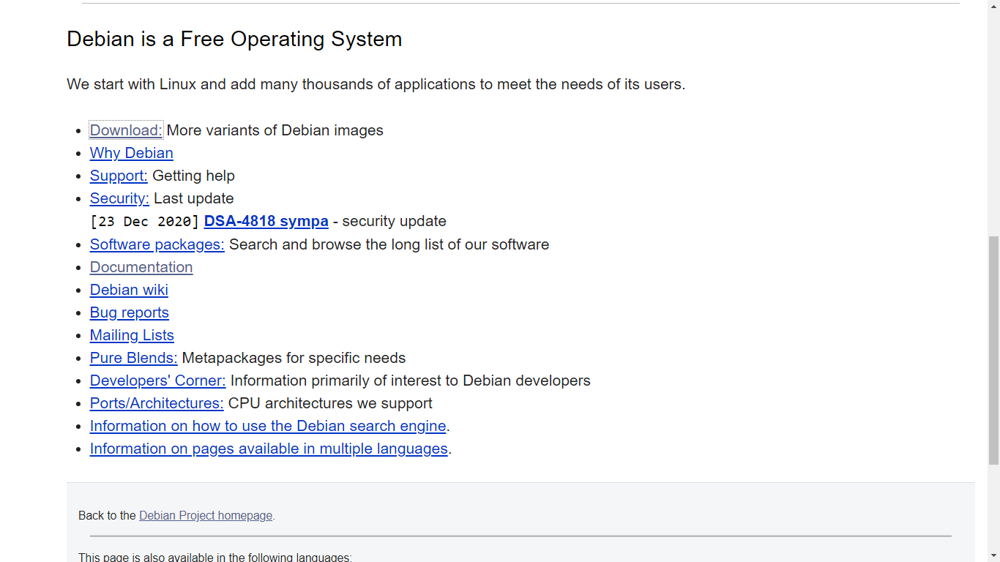 Debian is a Free Operating System
We start with Linux and add many thousands of applications to meet the needs of its users.
Download: More variants of Debian images
Why Debian
Support: Getting help
Security: Last update
[23 Dec 2020] DSA-4818 sympa - security update
Software packages: Search and browse the long list of our software
Documentation
Debian wiki
Bug reports
Mailing Lists
Pure Blends: Metapackages for specific needs
Developers' Corner: Information primarily of interest to Debian developers
Ports/Architectures: CPU architectures we support
Information on how to use the Debian search engine.
Information on pages available in multiple languages.
Back to the Debian Project homepage.
This page is also available in the following languages: